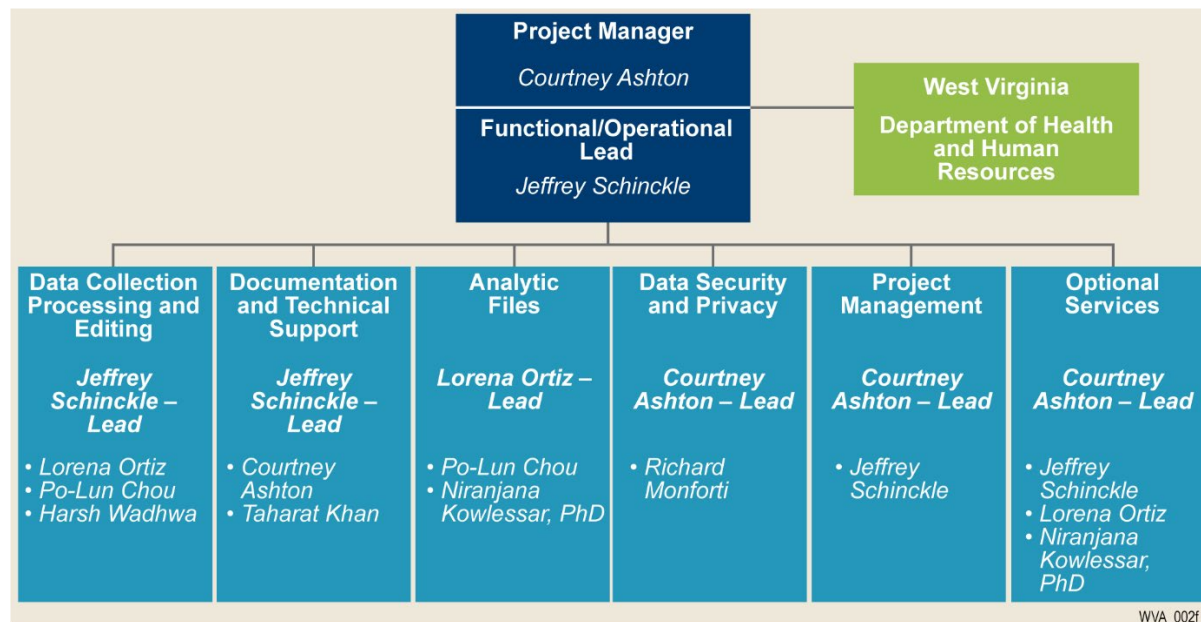 Project Manager
Courtney Ashton
Functional/Operational
Lead
Jeffrey Schinckle
West Virginia
Department of Health
and Human
Resources
Data Collection
Processing and
Editing
Jeffrey
Schinckle –
Lead
• Lorena Ortiz
• Po-Lun Chou
• Harsh Wadhwa
Documentation
and Technical
Support
Jeffrey
Schinckle –
Lead
• Courtney
Ashton
• Taharat Khan
Analytic
Files
Lorena Ortiz –
Lead
• Po-Lun Chou
• Niranjana
Kowlessar, PhD
Data Security
and Privacy
Courtney
Ashton – Lead
• Richard
Monforti
Project
Management
Courtney
Ashton – Lead
• Jeffrey
Schinckle
Optional
Services
Courtney
Ashton – Lead
• Jeffrey
Schinckle
• Lorena Ortiz
• Niranjana
Kowlessar,
PhD
WVA_002f